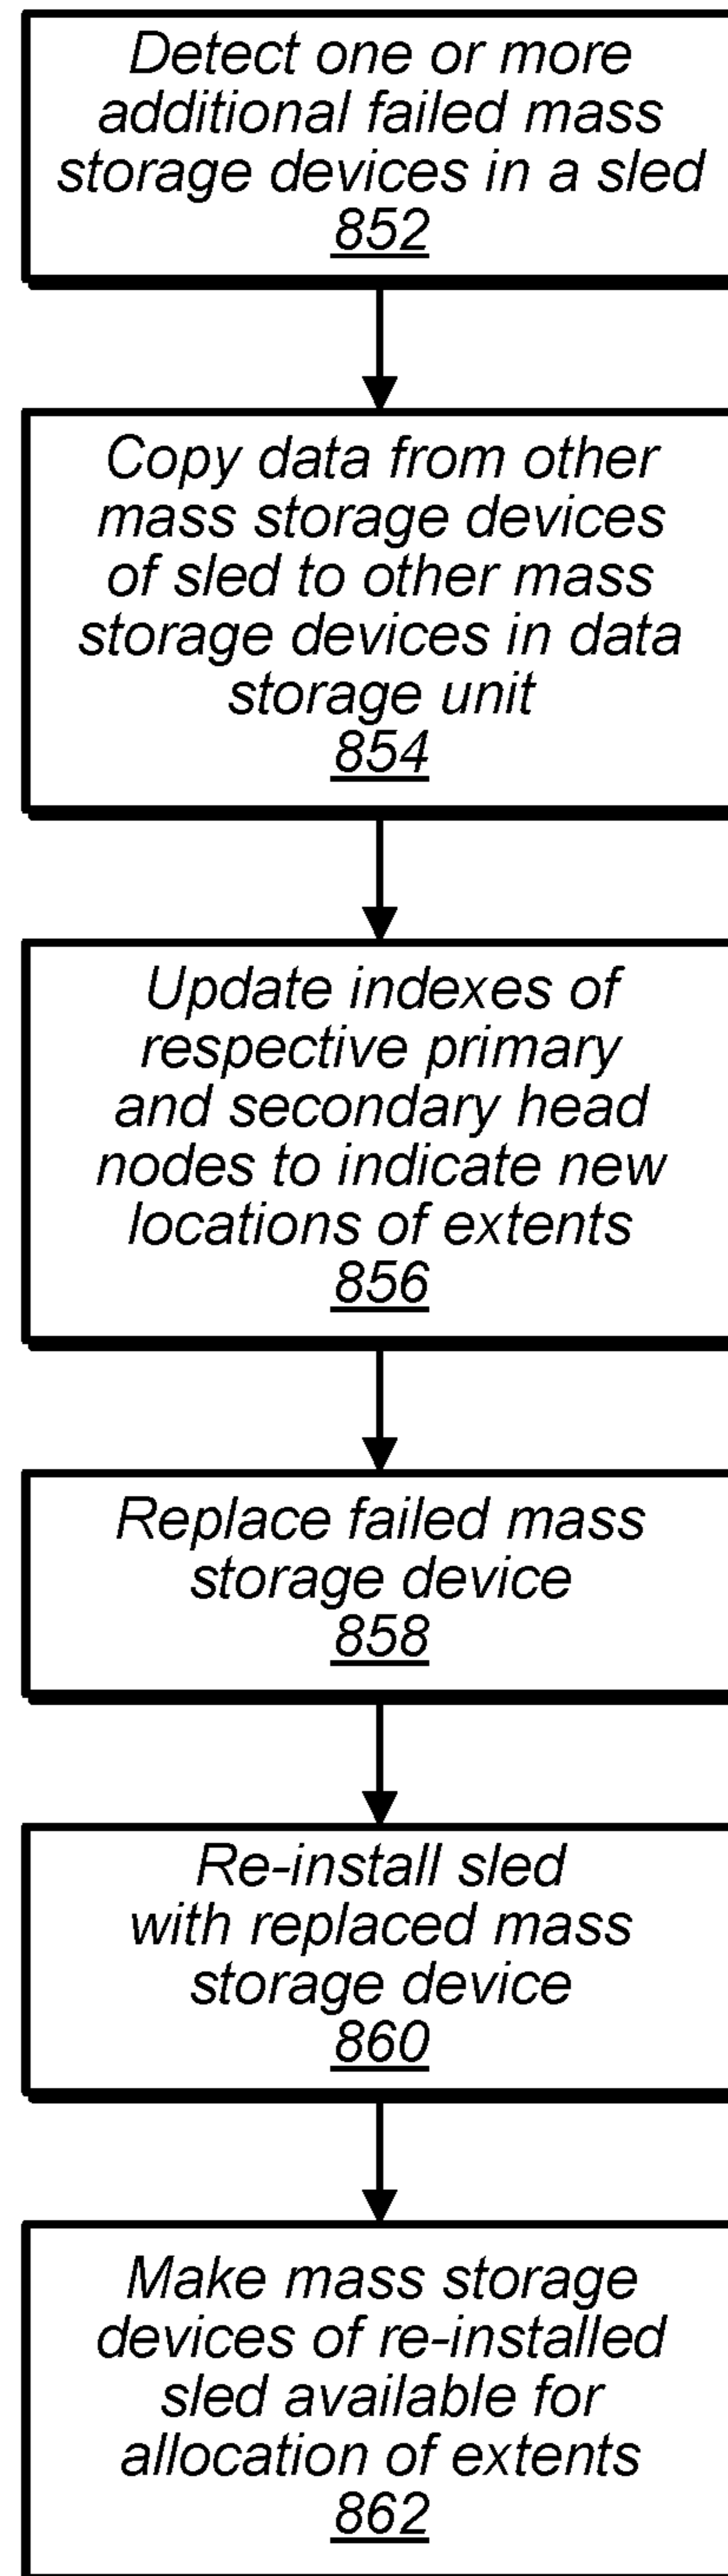 Detect one or more
additional failed mass
storage devices in a sled
852
Copy data from other
mass storage devices
of sled to other mass
storage devices in data
storage unit
854
Update indexes of
respective primary
and secondary head
nodes to indicate new
locations of extents
856
Replace failed mass
storage device
858
Re-install sled
with replaced mass
storage device
860
Make mass storage
devices of re-installed
sled available for
allocation of extents
862